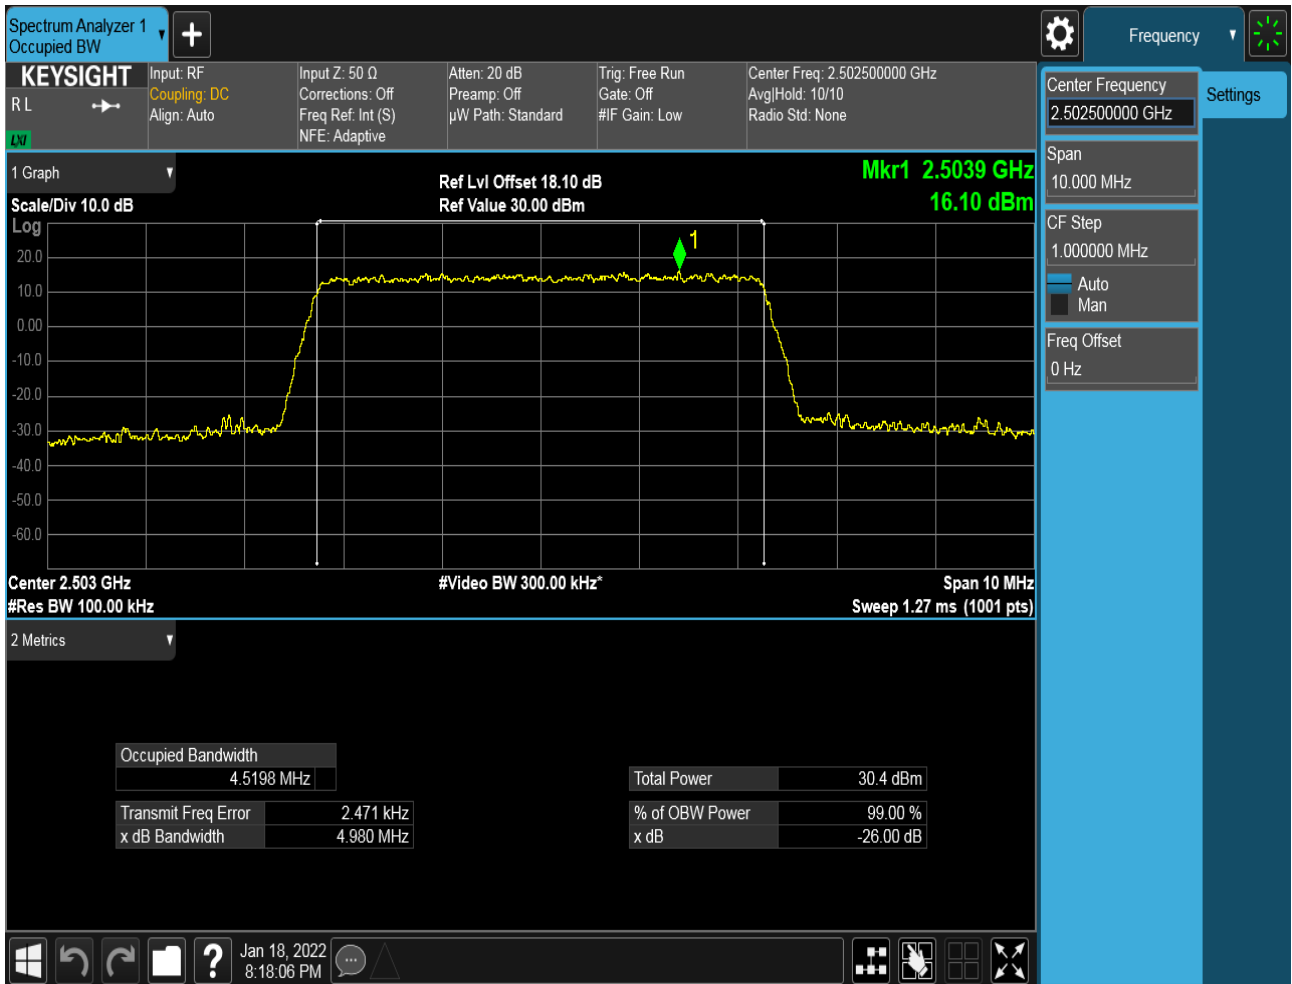 Spectrum Analyzer 1
Occupied BW
+
Frequency
KEYSIGHT
R L
LXI
Input: RF
Coupling: DC
Align: Auto
Input Z: 50 Ω
Corrections: Off
Freq Ref: Int (S)
NFE: Adaptive
Atten: 20 dB
Preamp: Off
µW Path: Standard
Trig: Free Run
Gate: Off
#IF Gain: Low
Center Freq: 2.502500000 GHz
Avg|Hold: 10/10
Radio Std: None
Center Frequency
2.502500000 GHz
Settings
Span
10.000 MHz
CF Step
1.000000 MHz
Auto
Man
Freq Offset
0 Hz
1 Graph
Scale/Div 10.0 dB
Ref Lvl Offset 18.10 dB
Ref Value 30.00 dBm
Mkr1 2.5039 GHz
16.10 dBm
Log
1
20.0
10.0
0.00
-10.0
-20.0
-30.0
-40.0
-50.0
-60.0
Center 2.503 GHz
#Video BW 300.00 kHz*
Span 10 MHz
#Res BW 100.00 kHz
Sweep 1.27 ms (1001 pts)
2 Metrics
Occupied Bandwidth
4.5198 MHz
Total Power 30.4 dBm
Transmit Freq Error 2.471 kHz
% of OBW Power 99.00 %
x dB Bandwidth 4.980 MHz
x dB -26.00 dB
?
Jan 18, 2022
8:18:06 PM